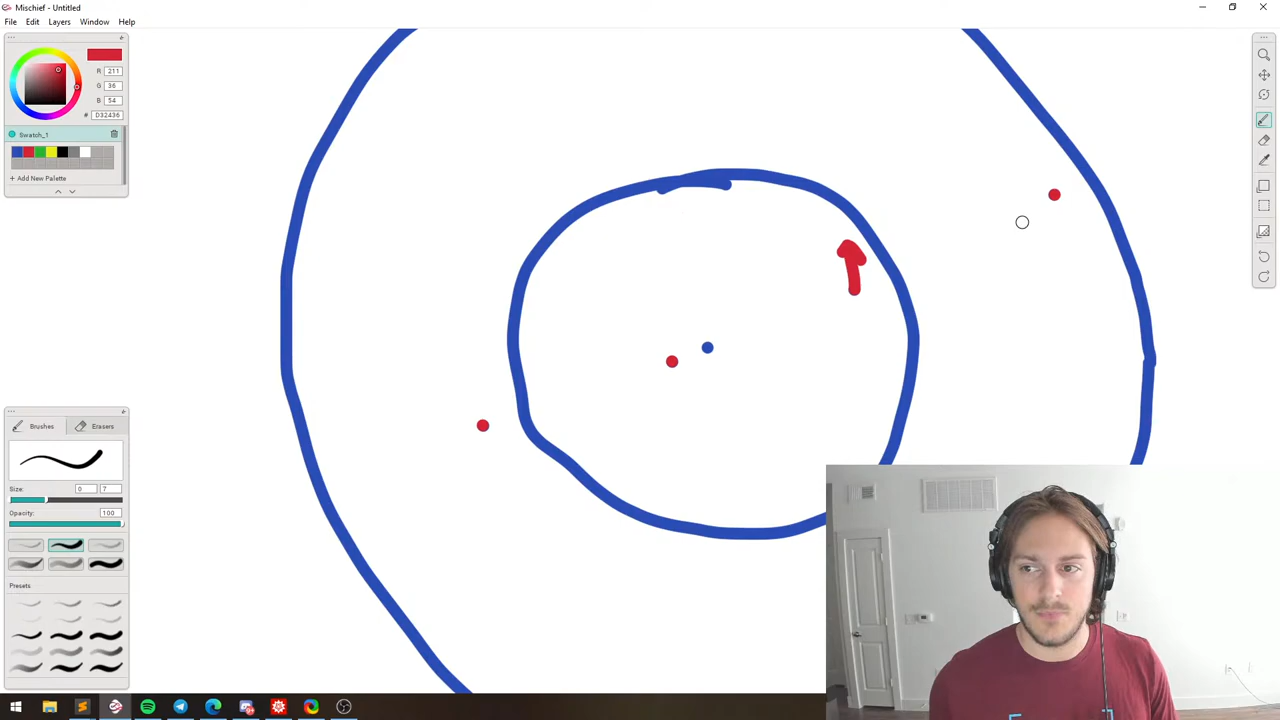 Mischief - Untitled
File Edit Layers Window Help
R 211
G 36
B 54
# D32436
Swatch_1
+ Add New Palette
Brushes Erasers
Size: 0 7
Opacity: 100
Presets: